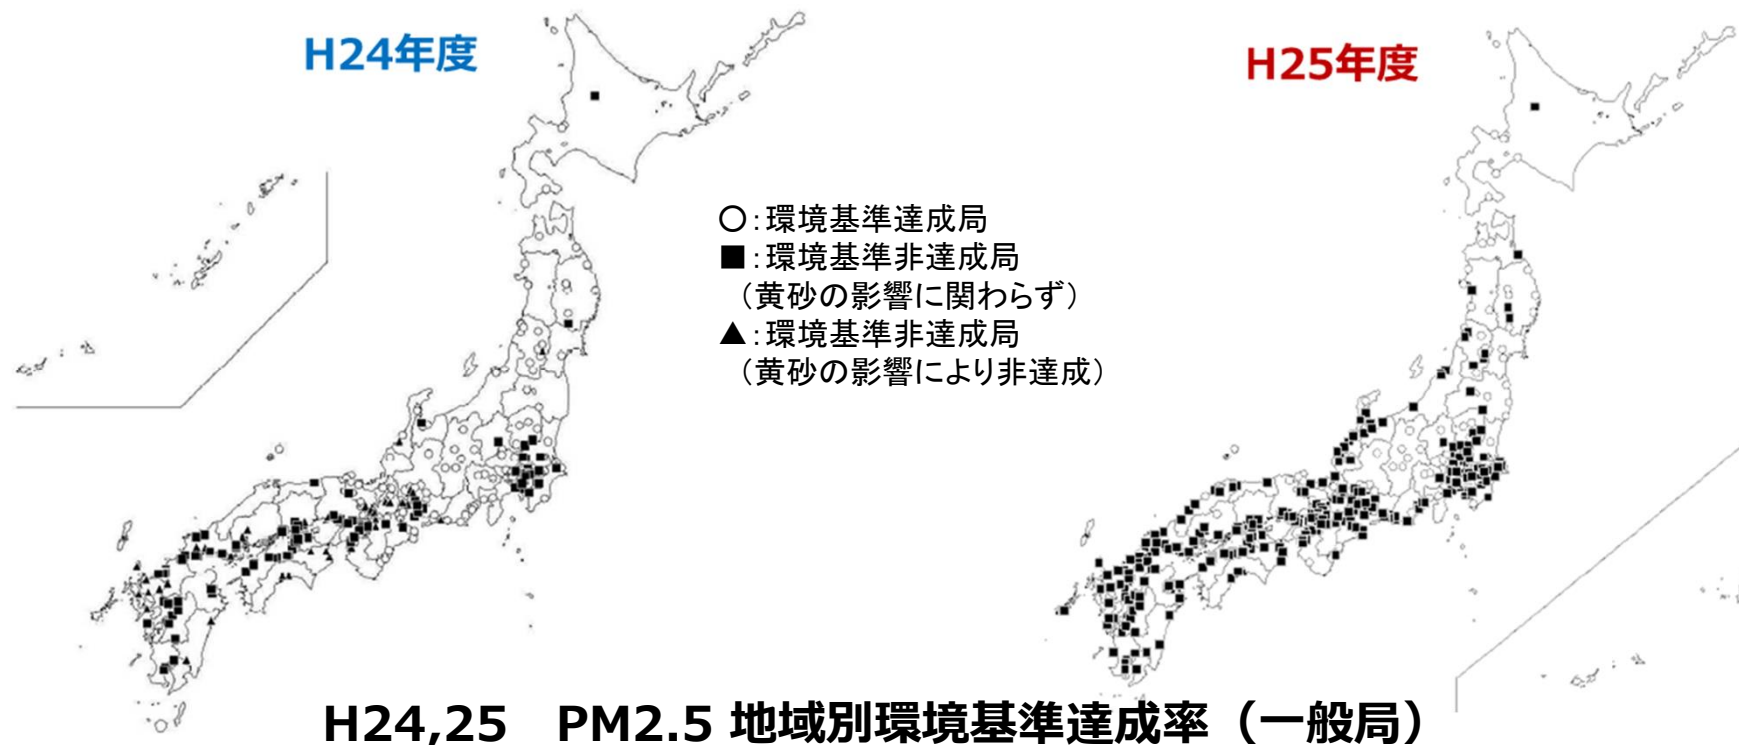 H24年度
H25年度
○:環境基準達成局
■:環境基準非達成局
(黄砂の影響に関わらず)
▲:環境基準非達成局
(黄砂の影響により非達成)
H24,25　PM2.5 地域別環境基準達成率（一般局）